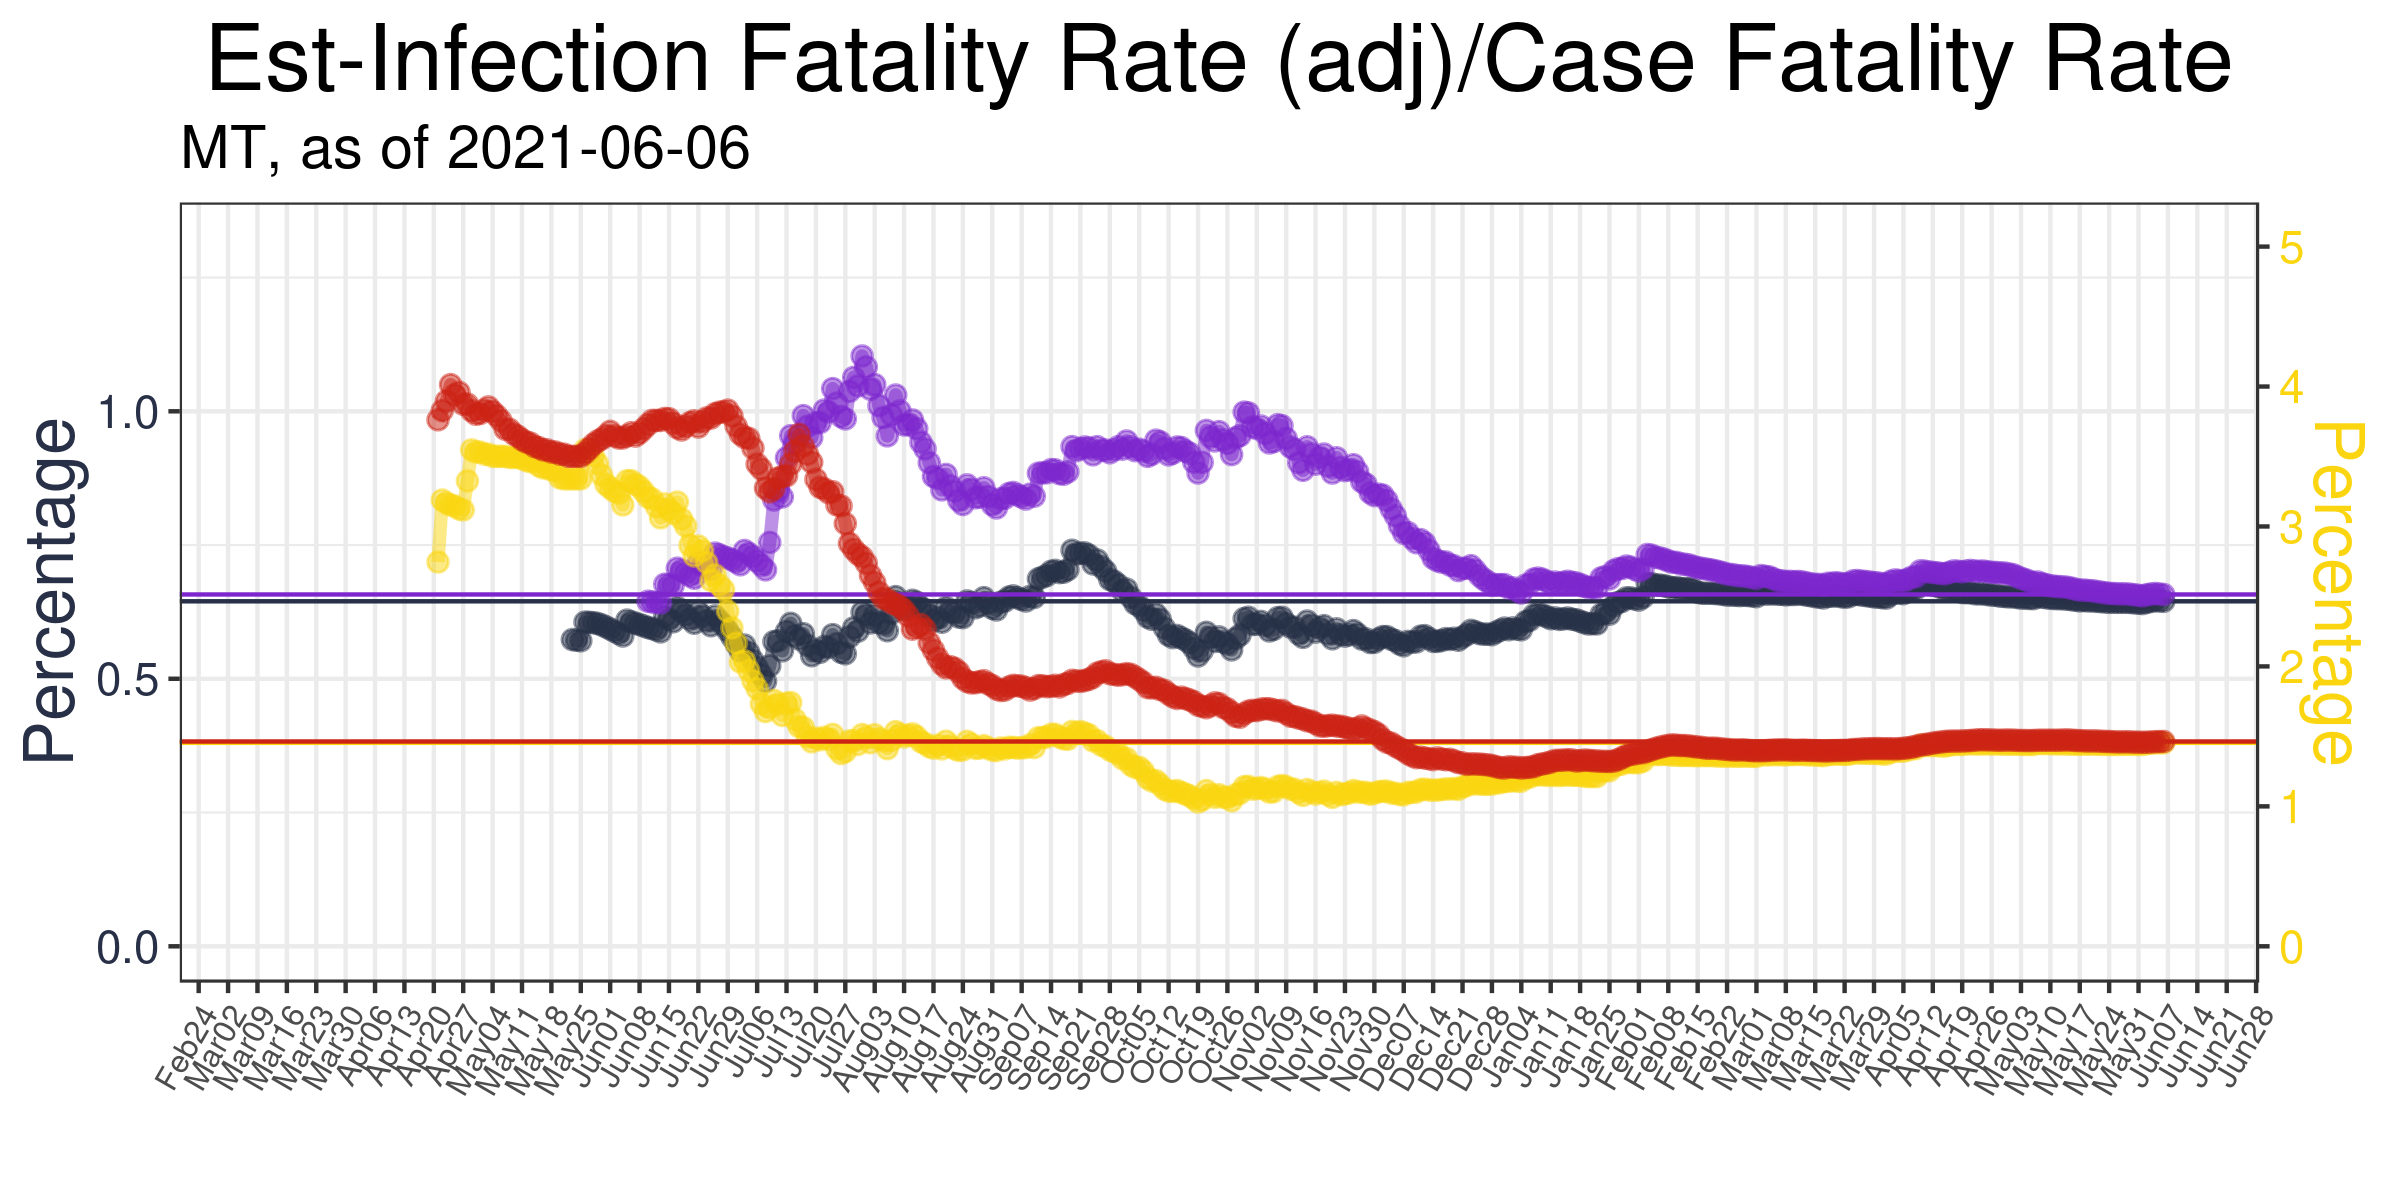 Est-Infection Fatality Rate (adj)/Case Fatality Rate
MT, as of 2021-06-06
Percentage
1.0
0.5
0.0
5
4
3
2
1
0
Percentage
Feb24
Mar02
Mar09
Mar16
Mar23
Mar30
Apr06
Apr13
Apr20
Apr27
May04
May11
May18
May25
Jun01
Jun08
Jun15
Jun22
Jun29
Jul06
Jul13
Jul20
Jul27
Aug03
Aug10
Aug17
Aug24
Aug31
Sep07
Sep14
Sep21
Sep28
Oct05
Oct12
Oct19
Oct26
Nov02
Nov09
Nov16
Nov23
Nov30
Dec07
Dec14
Dec21
Dec28
Jan04
Jan11
Jan18
Jan25
Feb01
Feb08
Feb15
Feb22
Mar01
Mar08
Mar15
Mar22
Mar29
Apr05
Apr12
Apr19
Apr26
May03
May10
May17
May24
May31
Jun07
Jun14
Jun21
Jun28